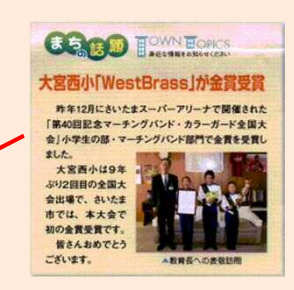 まちの話題 TOWN TOPICS
身近な情報をお知らせください
大宮西小「WestBrass」が金賞受賞
昨年12月にさいたまスーパーアリーナで開催された
「第40回記念マーチングバンド・カラーガード全国大
会」小学生の部・マーチングバンド部門で金賞を受賞し
ました。
大宮西小は9年
ぶり2回目の全国大
会出場で、さいたま
市では、本大会で
初の金賞受賞です。
皆さんおめでとう
ございます。
▲教育長への表敬訪問